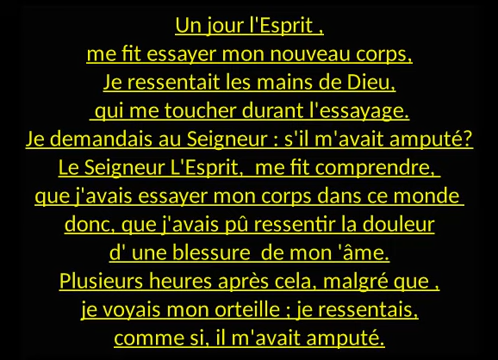 Un jour l'Esprit ,
me fit essayer mon nouveau corps,
Je ressentait les mains de Dieu,
qui me toucher durant l'essayage.
Je demandais au Seigneur : s'il m'avait amputé?
Le Seigneur L'Esprit,  me fit comprendre,
que j'avais essayer mon corps dans ce monde
donc, que j'avais pû ressentir la douleur
d' une blessure  de mon 'âme.
Plusieurs heures après cela, malgré que ,
je voyais mon orteille ; je ressentais,
comme si, il m'avait amputé.